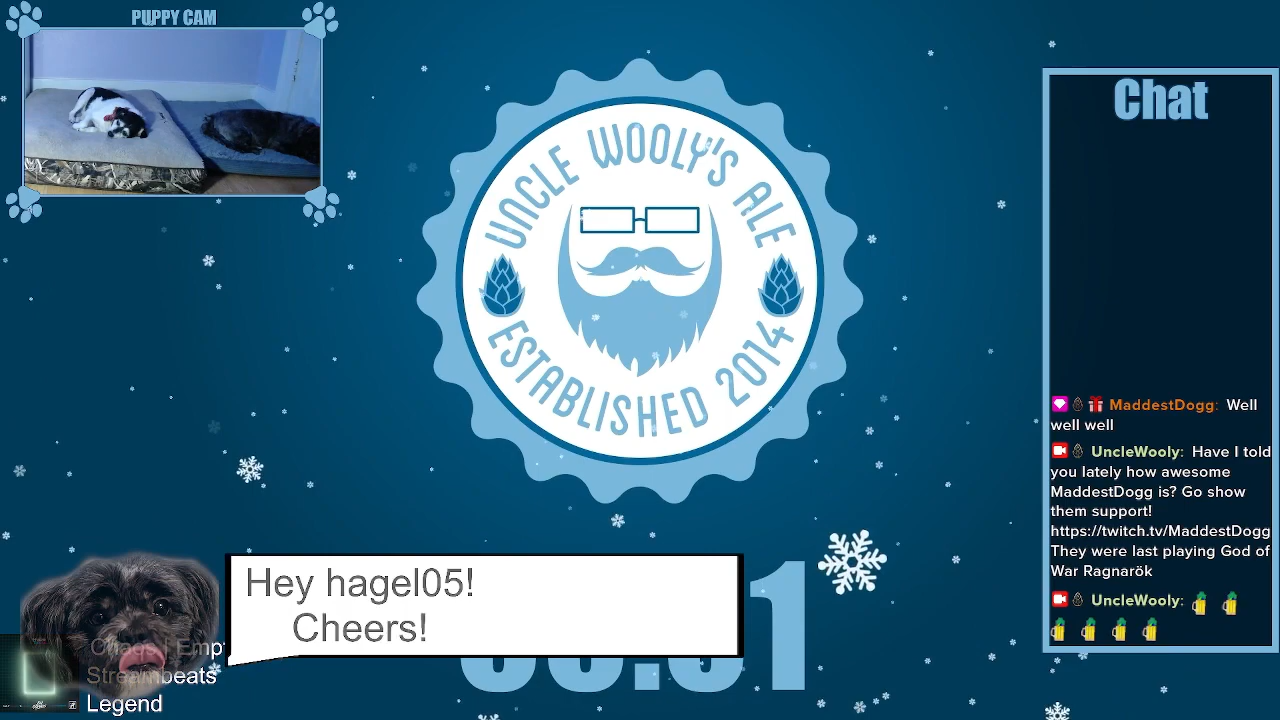 PUPPY CAM
UNCLE WOOLY'S ALE
ESTABLISHED 2014
Chat
MaddestDogg: Well
well well
UncleWooly: Have I told
you lately how awesome
MaddestDogg is? Go show
them support!
https://twitch.tv/MaddestDogg
They were last playing God of
War Ragnarök
UncleWooly:
Hey hagel05!
Cheers!
Streambeats
Legend